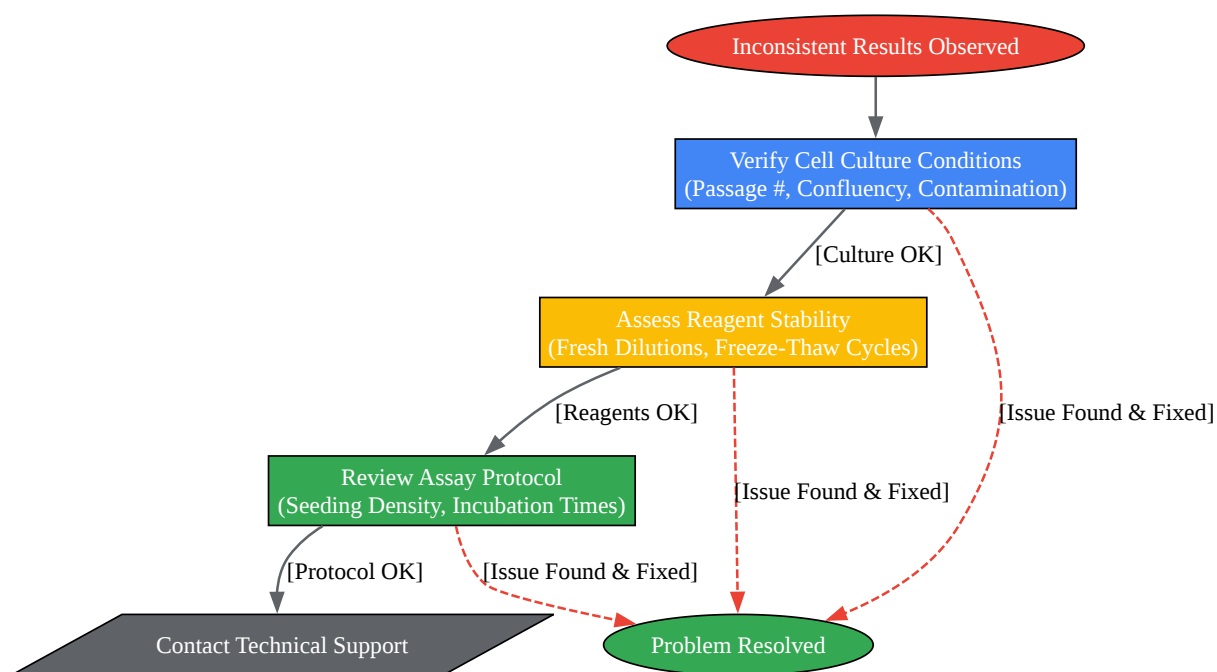 Inconsistent Results Observed
Verify Cell Culture Conditions
(Passage #, Confluency, Contamination)
[Culture OK]
Assess Reagent Stability
(Fresh Dilutions, Freeze-Thaw Cycles)
[Reagents OK]
[Issue Found & Fixed]
Review Assay Protocol
(Seeding Density, Incubation Times)
[Issue Found & Fixed]
[Protocol OK]
[Issue Found & Fixed]
Contact Technical Support
Problem Resolved